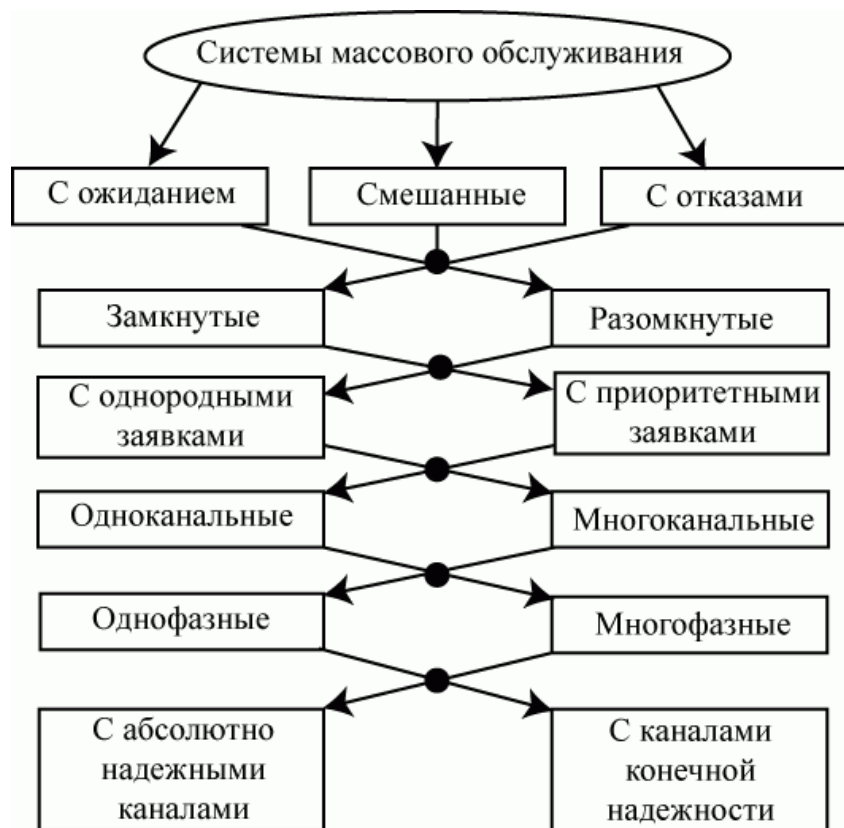 Системы массового обслуживания
С ожиданием
Смешанные
С отказами
Замкнутые
Разомкнутые
С однородными
заявками
С приоритетными
заявками
Одноканальные
Многоканальные
Однофазные
Многофазные
С абсолютно
надежными
каналами
С каналами
конечной
надежности